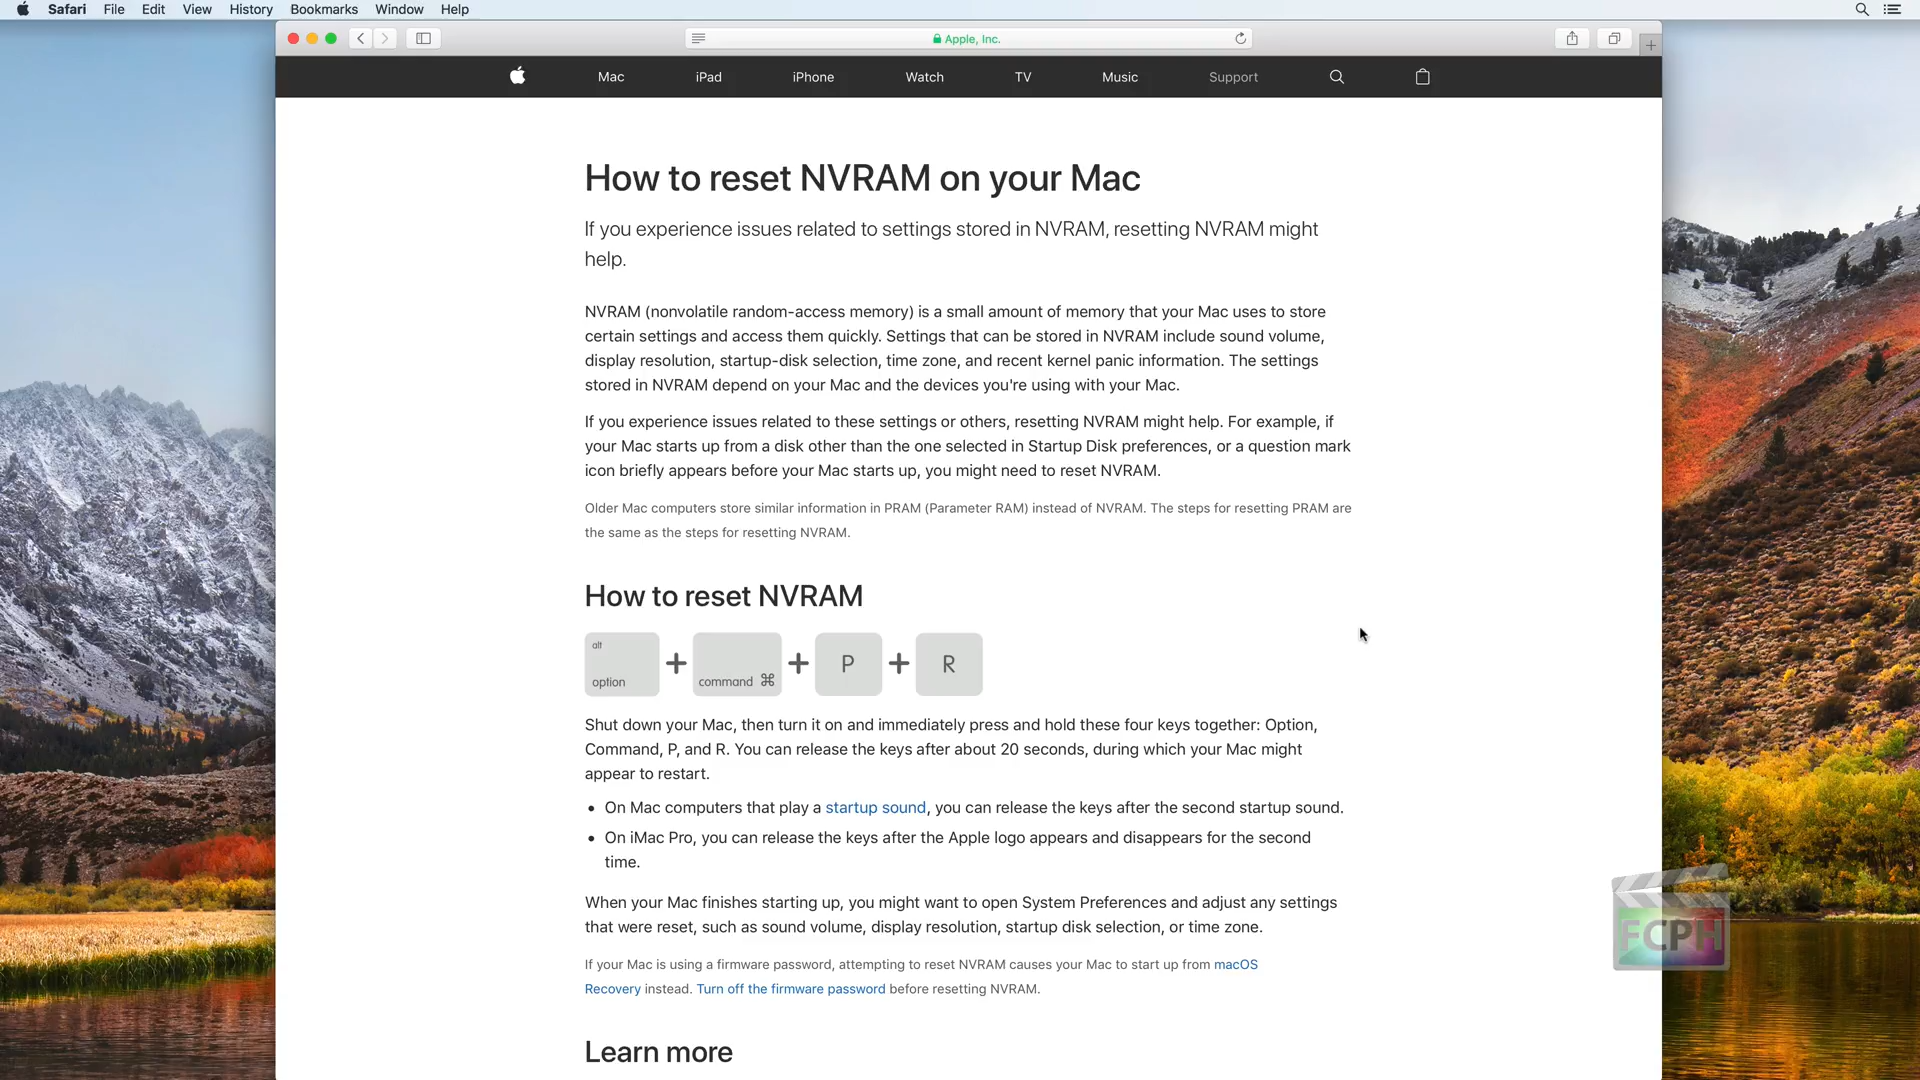 Safari File Edit View History Bookmarks Window Help
Apple, Inc.
Mac iPad iPhone Watch TV Music Support
How to reset NVRAM on your Mac
If you experience issues related to settings stored in NVRAM, resetting NVRAM might
help.
NVRAM (nonvolatile random-access memory) is a small amount of memory that your Mac uses to store
certain settings and access them quickly. Settings that can be stored in NVRAM include sound volume,
display resolution, startup-disk selection, time zone, and recent kernel panic information. The settings
stored in NVRAM depend on your Mac and the devices you're using with your Mac.
If you experience issues related to these settings or others, resetting NVRAM might help. For example, if
your Mac starts up from a disk other than the one selected in Startup Disk preferences, or a question mark
icon briefly appears before your Mac starts up, you might need to reset NVRAM.
Older Mac computers store similar information in PRAM (Parameter RAM) instead of NVRAM. The steps for resetting PRAM are
the same as the steps for resetting NVRAM.
How to reset NVRAM
alt
option + command ⌘ + P + R
Shut down your Mac, then turn it on and immediately press and hold these four keys together: Option,
Command, P, and R. You can release the keys after about 20 seconds, during which your Mac might
appear to restart.
• On Mac computers that play a startup sound, you can release the keys after the second startup sound.
• On iMac Pro, you can release the keys after the Apple logo appears and disappears for the second
time.
When your Mac finishes starting up, you might want to open System Preferences and adjust any settings
that were reset, such as sound volume, display resolution, startup disk selection, or time zone.
If your Mac is using a firmware password, attempting to reset NVRAM causes your Mac to start up from macOS
Recovery instead. Turn off the firmware password before resetting NVRAM.
Learn more
FCPH